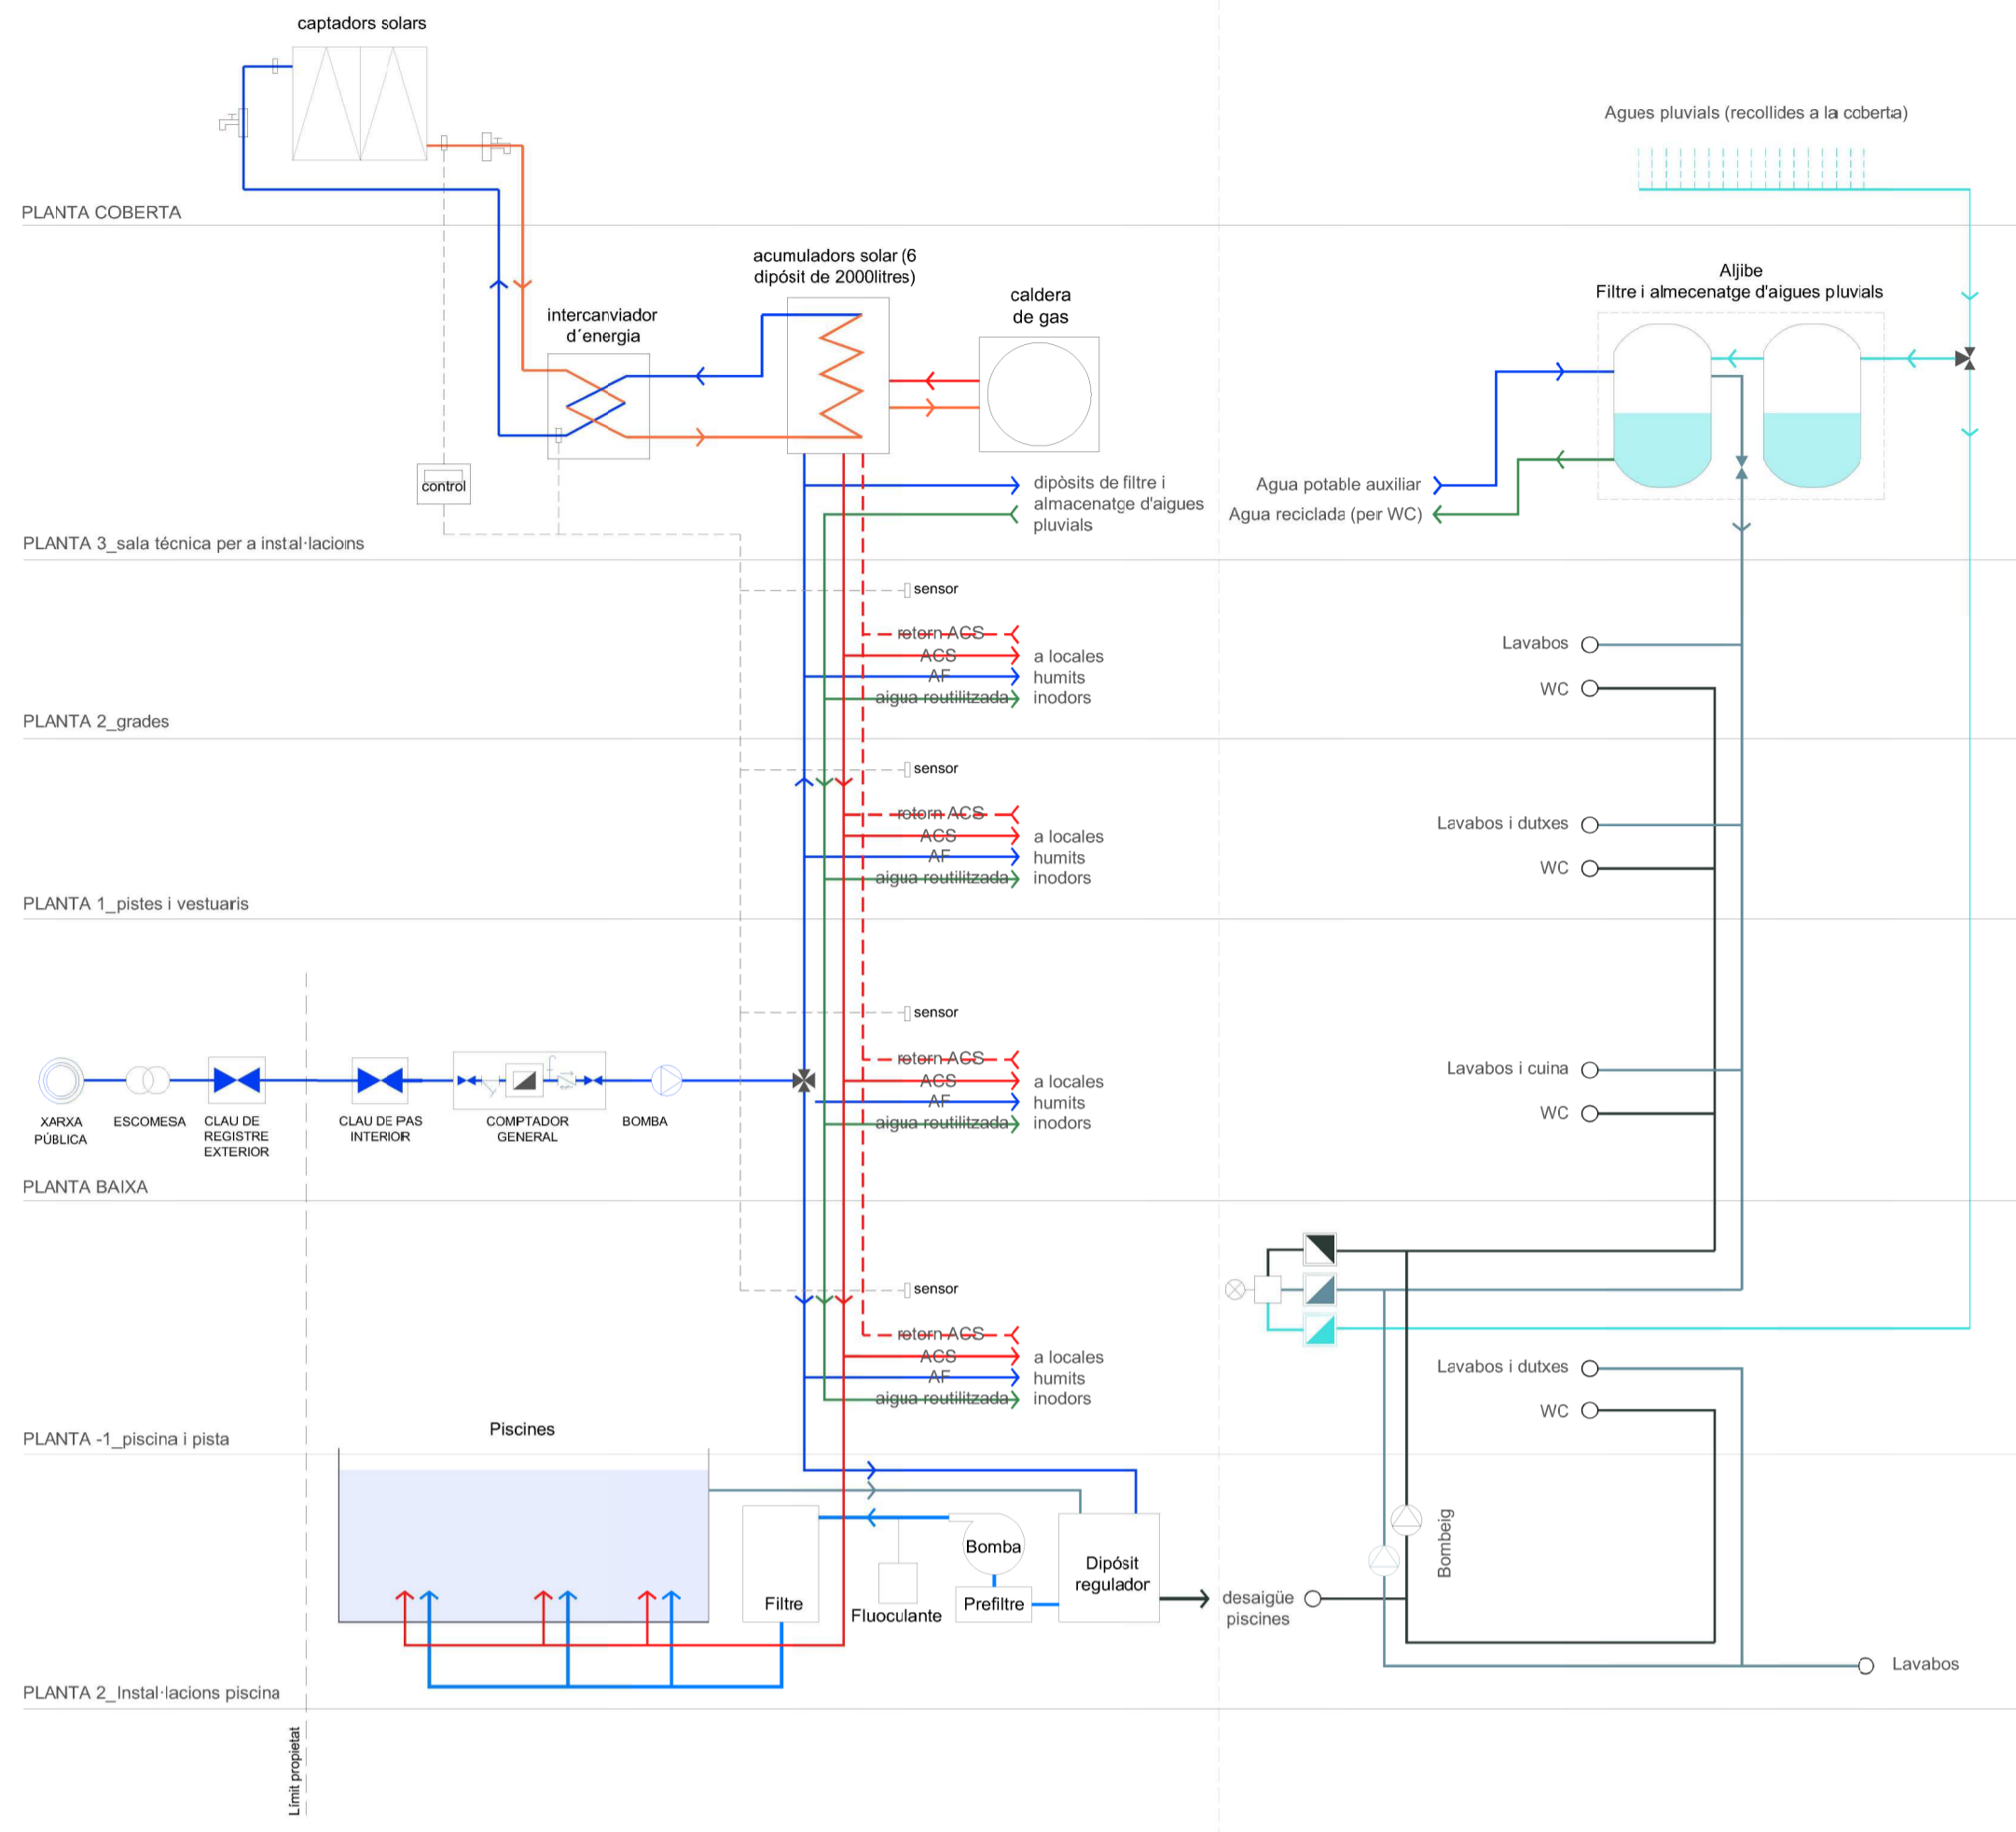 captadors solars
Agues pluvials (recollides a la coberta)
PLANTA COBERTA
acumuladors solar (6
dipósit de 2000litres)
caldera
de gas
intercanviador
d´energia
Aljibe
Filtre i almecenatge d'aigues pluvials
control
dipòsits de filtre i
almacenatge d'aigues
pluvials
Agua potable auxiliar
Agua reciclada (per WC)
PLANTA 3_sala técnica per a instal·lacions
sensor
retorn ACS
ACS
a locales
AF
humits
aigua reutilitzada
inodors
Lavabos
WC
PLANTA 2_grades
sensor
retorn ACS
ACS
a locales
AF
humits
aigua reutilitzada
inodors
Lavabos i dutxes
WC
PLANTA 1_pistes i vestuaris
sensor
retorn ACS
ACS
a locales
AF
humits
aigua reutilitzada
inodors
Lavabos i cuina
WC
XARXA
PÚBLICA
ESCOMESA
CLAU DE
REGISTRE
EXTERIOR
CLAU DE PAS
INTERIOR
COMPTADOR
GENERAL
BOMBA
PLANTA BAIXA
sensor
retorn ACS
ACS
a locales
AF
humits
aigua reutilitzada
inodors
Lavabos i dutxes
WC
PLANTA -1_piscina i pista
Piscines
Filtre
Fluoculante
Bomba
Prefiltre
Dipósit
regulador
desaigüe
piscines
Bombeig
Lavabos
PLANTA 2_Instal·lacions piscina
Límit propietat